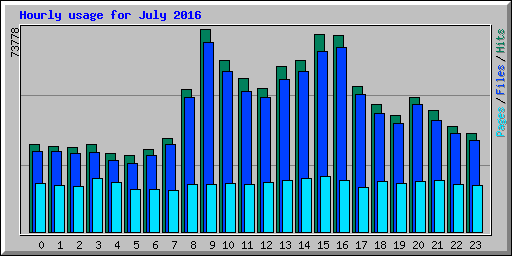 Hourly usage for July 2016
73778
Pages/Files/Hits
0 1 2 3 4 5 6 7 8 9 10 11 12 13 14 15 16 17 18 19 20 21 22 23